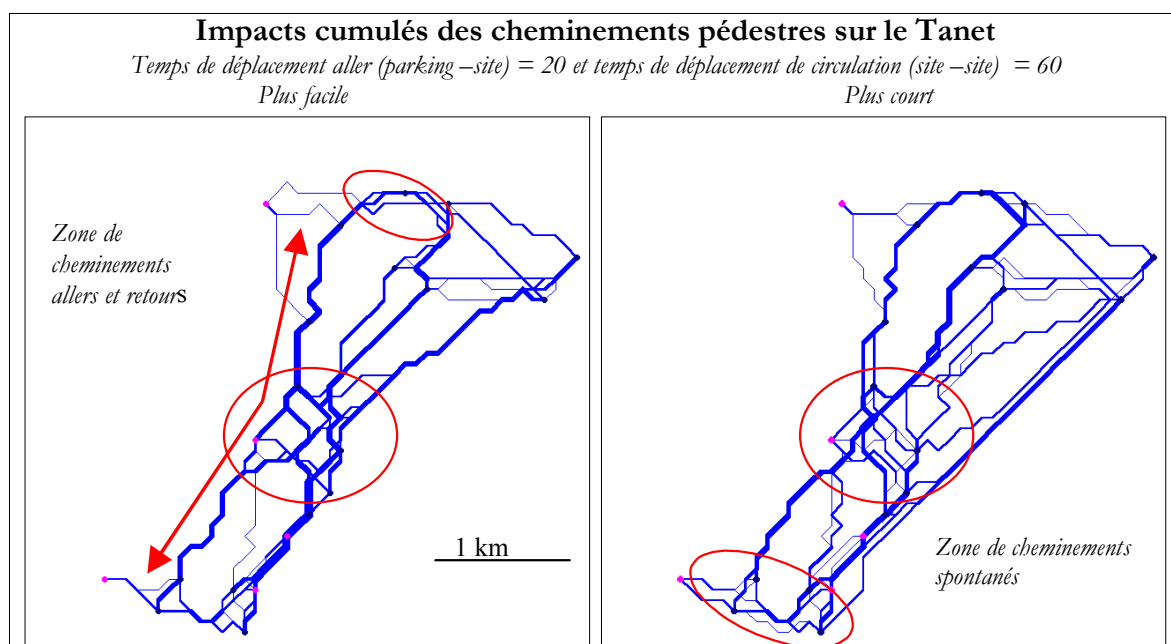 Impacts cumulés des cheminements pédestres sur le Tanet
Temps de déplacement aller (parking –site) = 20 et temps de déplacement de circulation (site –site) = 60
Plus facile
Plus court
Zone de
cheminements
allers et retours
1 km
Zone de cheminements
spontanés